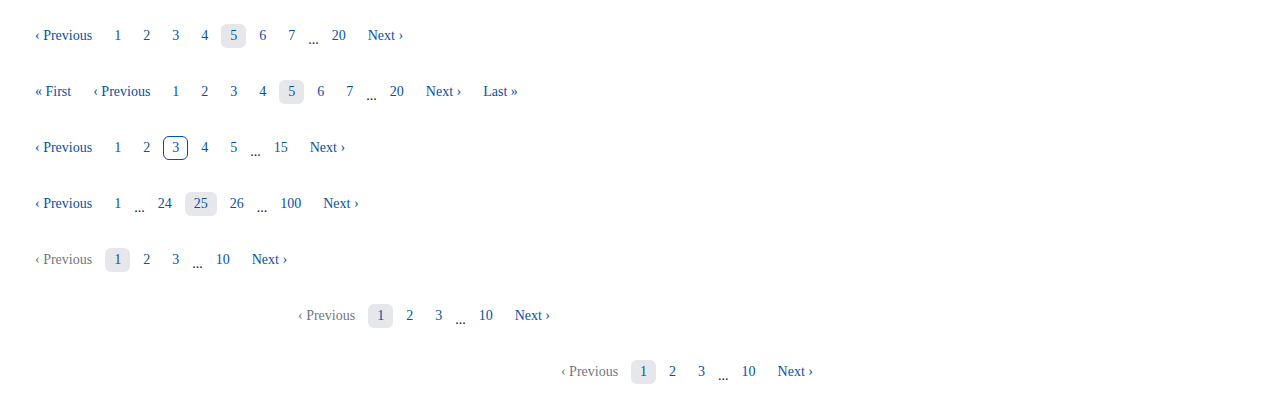 ‹ Previous 1 2 3 4 5 6 7 ... 20 Next ›
« First ‹ Previous 1 2 3 4 5 6 7 ... 20 Next › Last »
‹ Previous 1 2 3 4 5 ... 15 Next ›
‹ Previous 1 ... 24 25 26 ... 100 Next ›
‹ Previous 1 2 3 ... 10 Next ›
‹ Previous 1 2 3 ... 10 Next ›
‹ Previous 1 2 3 ... 10 Next ›